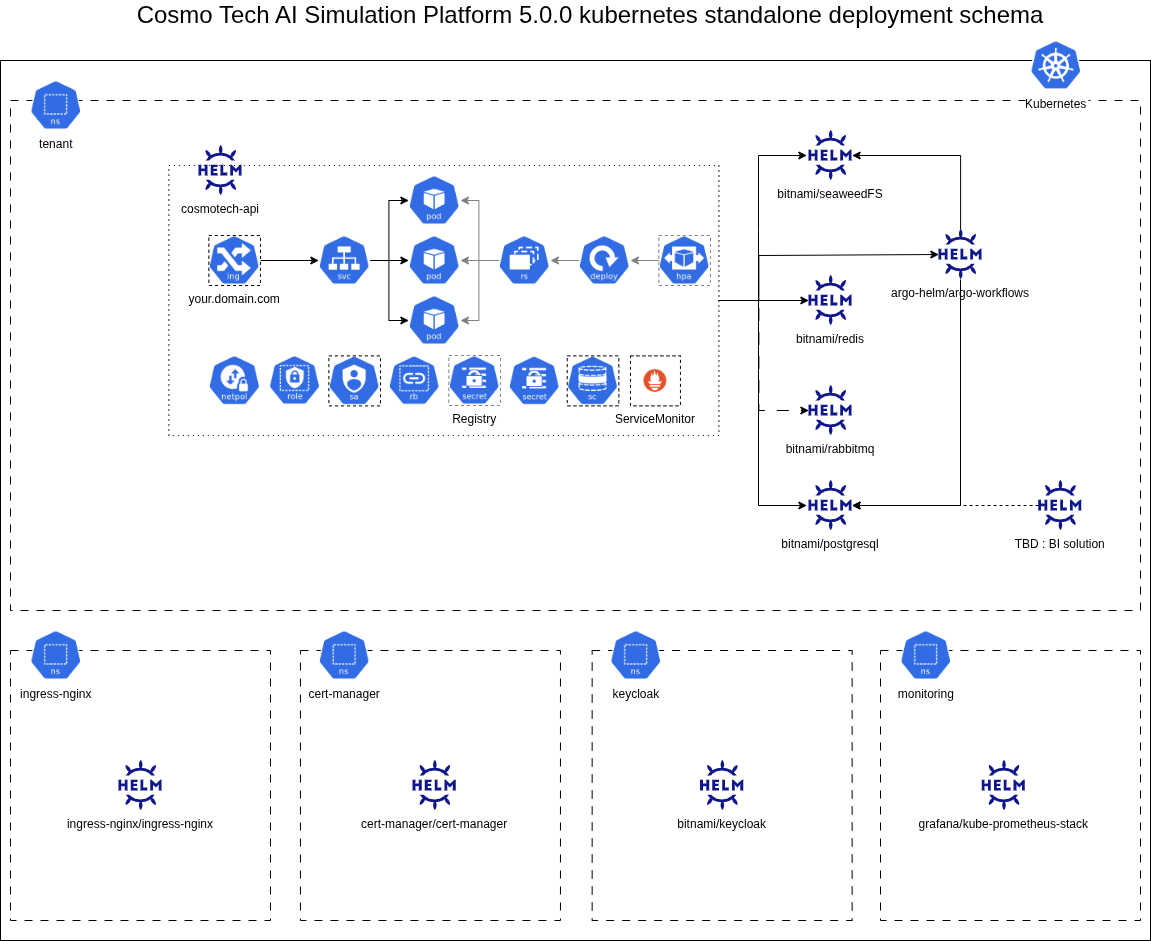 Cosmo Tech AI Simulation Platform 5.0.0 kubernetes standalone deployment schema
Kubernetes
ns
tenant
HELM
cosmotech-api
ing
your.domain.com
svc
pod
pod
pod
rs
deploy
hpa
netpol
role
sa
rb
secret
Registry
secret
sc
ServiceMonitor
HELM
bitnami/seaweedFS
HELM
argo-helm/argo-workflows
HELM
bitnami/redis
HELM
bitnami/rabbitmq
HELM
bitnami/postgresql
HELM
TBD : BI solution
ns
ingress-nginx
HELM
ingress-nginx/ingress-nginx
ns
cert-manager
HELM
cert-manager/cert-manager
ns
keycloak
HELM
bitnami/keycloak
ns
monitoring
HELM
grafana/kube-prometheus-stack